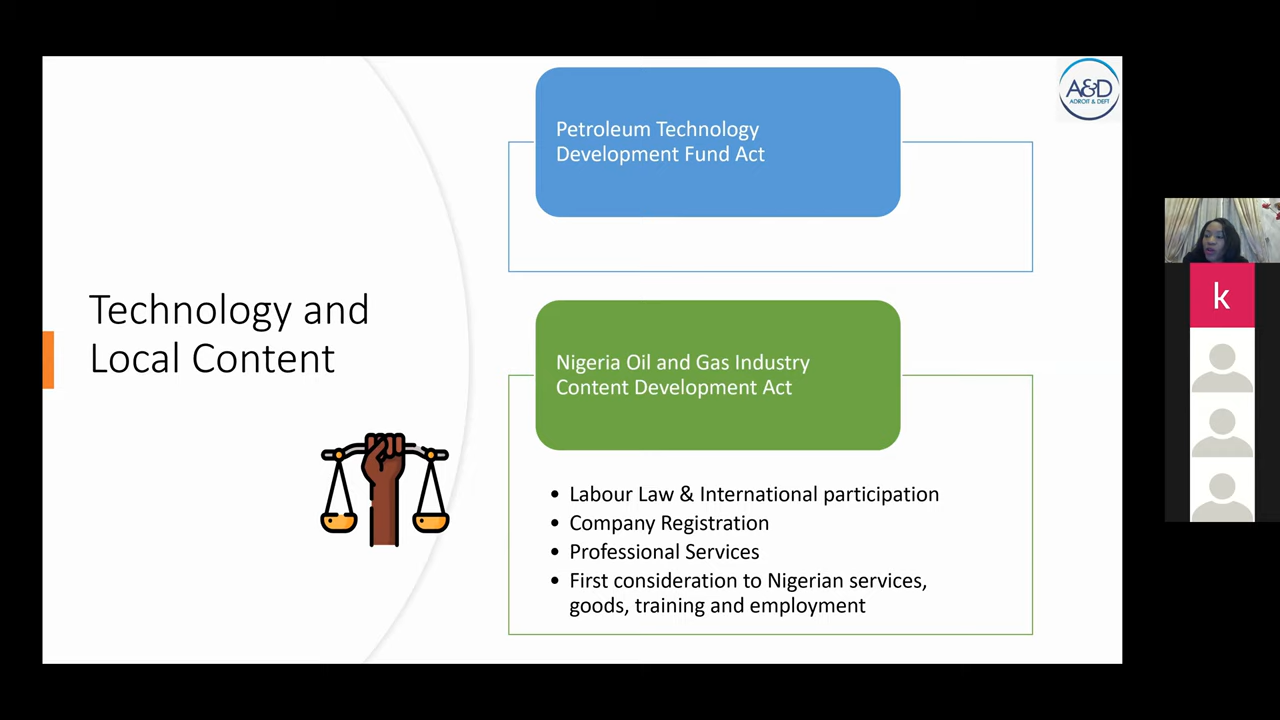 Technology and
Local Content
Petroleum Technology
Development Fund Act
Nigeria Oil and Gas Industry
Content Development Act
• Labour Law & International participation
• Company Registration
• Professional Services
• First consideration to Nigerian services,
goods, training and employment
A&D
ADROIT & DEFT
k